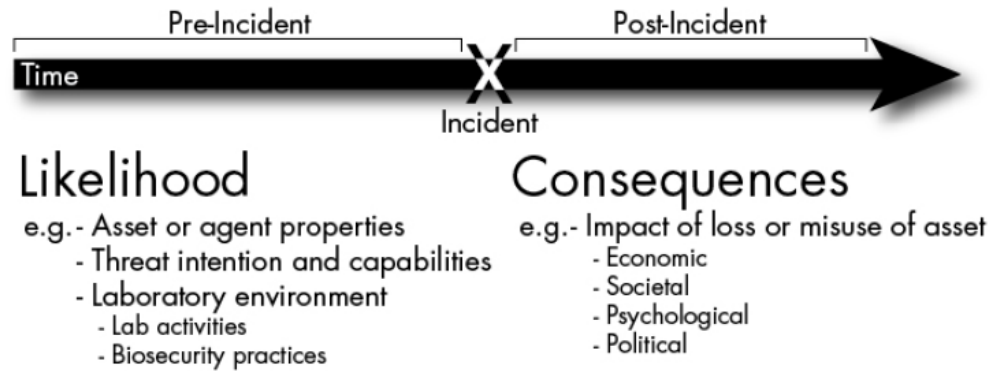 Pre-Incident
Post-Incident
Time
X
Incident
Likelihood
e.g.- Asset or agent properties
- Threat intention and capabilities
- Laboratory environment
- Lab activities
- Biosecurity practices
Consequences
e.g.- Impact of loss or misuse of asset
- Economic
- Societal
- Psychological
- Political